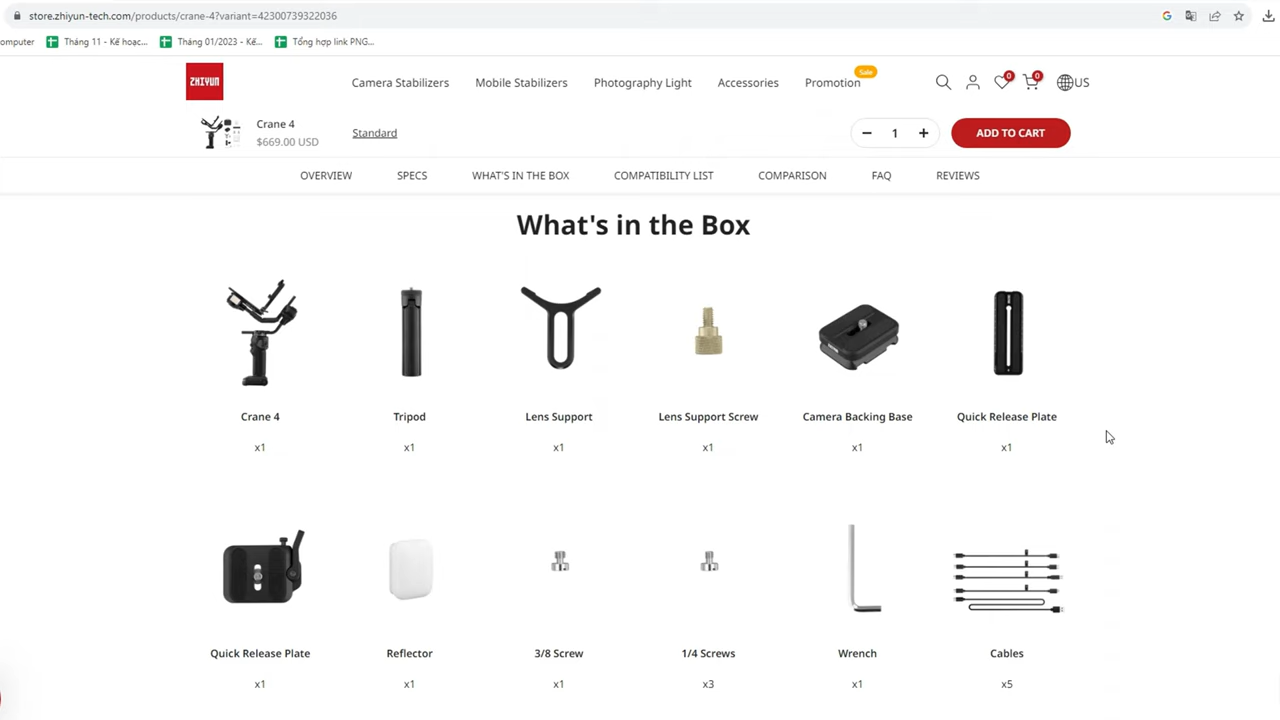 store.zhiyun-tech.com/products/crane-4?variant=42300739322036
omputer Tháng 11 - Kế hoạc... Tháng 01/2023 - Kế... Tổng hợp link PNG...
ZHIYUN Camera Stabilizers Mobile Stabilizers Photography Light Accessories Promotion Sale 0 0 US
Crane 4
$669.00 USD
Standard
− 1 + ADD TO CART
OVERVIEW SPECS WHAT'S IN THE BOX COMPATIBILITY LIST COMPARISON FAQ REVIEWS
What's in the Box
Crane 4 Tripod Lens Support Lens Support Screw Camera Backing Base Quick Release Plate
x1 x1 x1 x1 x1 x1
Quick Release Plate Reflector 3/8 Screw 1/4 Screws Wrench Cables
x1 x1 x1 x3 x1 x5